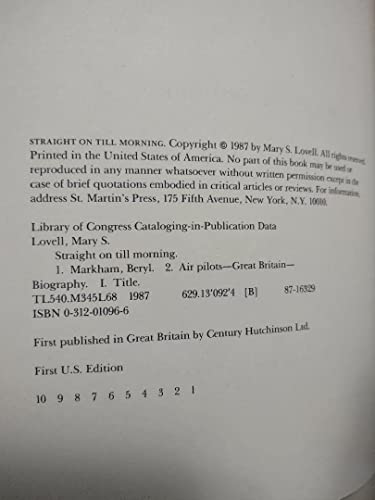 STRAIGHT ON TILL MORNING. Copyright © 1987 by Mary S. Lovell. All rights reserved.
Printed in the United States of America. No part of this book may be used or
reproduced in any manner whatsoever without written permission except in the
case of brief quotations embodied in critical articles or reviews. For information,
address St. Martin's Press, 175 Fifth Avenue, New York, N.Y. 10010.
Library of Congress Cataloging-in-Publication Data
Lovell, Mary S.
Straight on till morning.
1. Markham, Beryl. 2. Air pilots—Great Britain—
Biography. I. Title.
TL540.M345L68 1987 629.13'092'4 [B] 87-16329
ISBN 0-312-01096-6
First published in Great Britain by Century Hutchinson Ltd.
First U.S. Edition
10 9 8 7 6 5 4 3 2 1